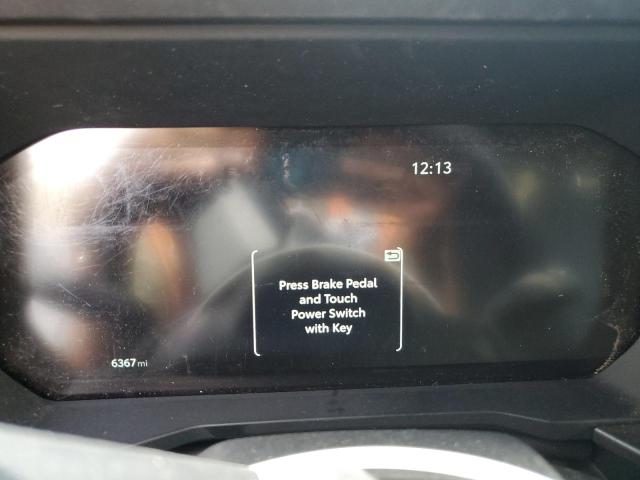 12:13
Press Brake Pedal
and Touch
Power Switch
with Key
6367 mi